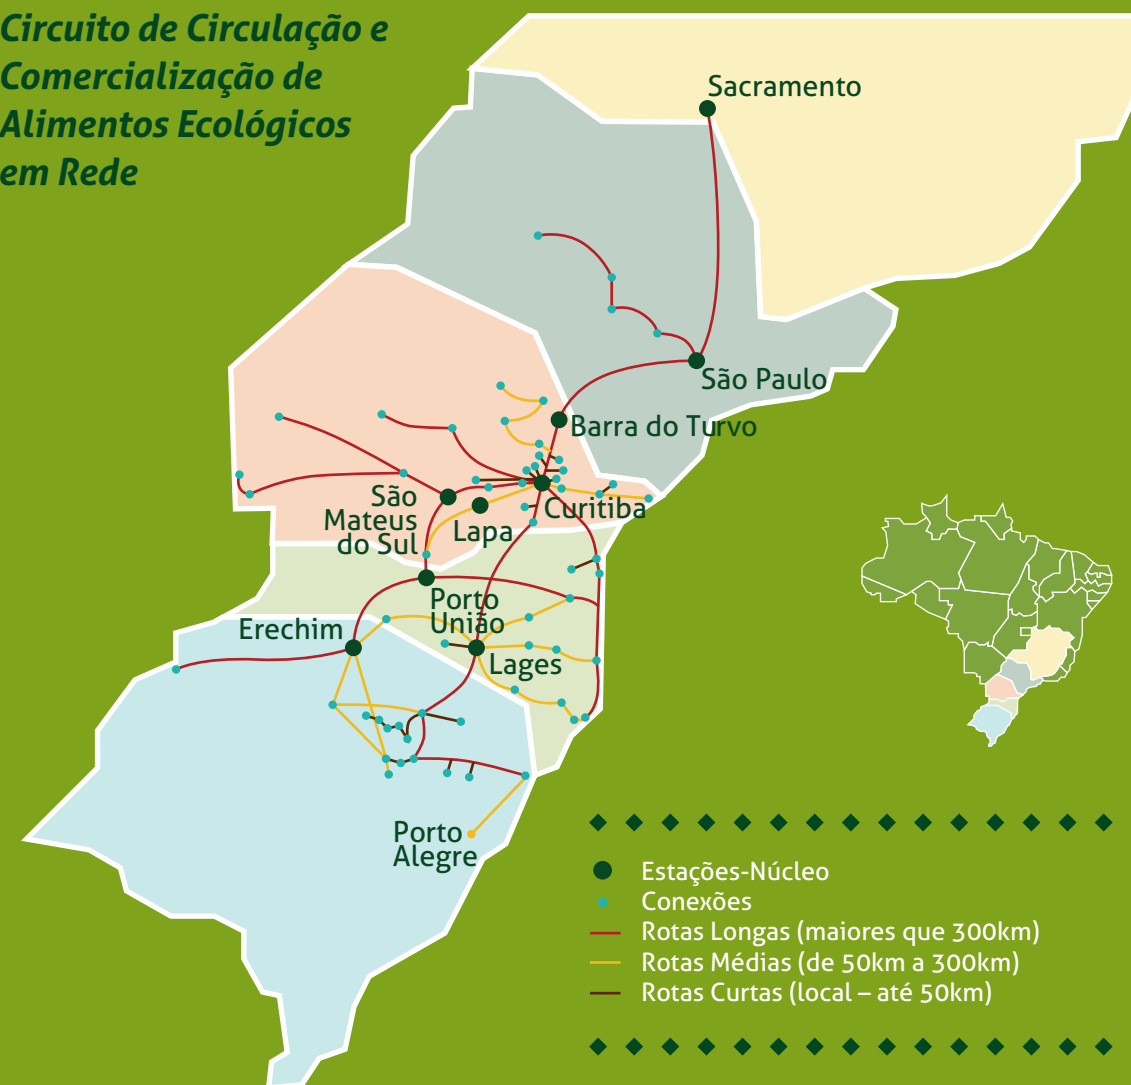 Circuito de Circulação e
Comercialização de
Alimentos Ecológicos
em Rede
Sacramento
São Paulo
Barra do Turvo
São
Mateus
do Sul
Curitiba
Lapa
Porto
União
Erechim
Lages
Porto
Alegre
Estações-Núcleo
Conexões
Rotas Longas (maiores que 300km)
Rotas Médias (de 50km a 300km)
Rotas Curtas (local – até 50km)